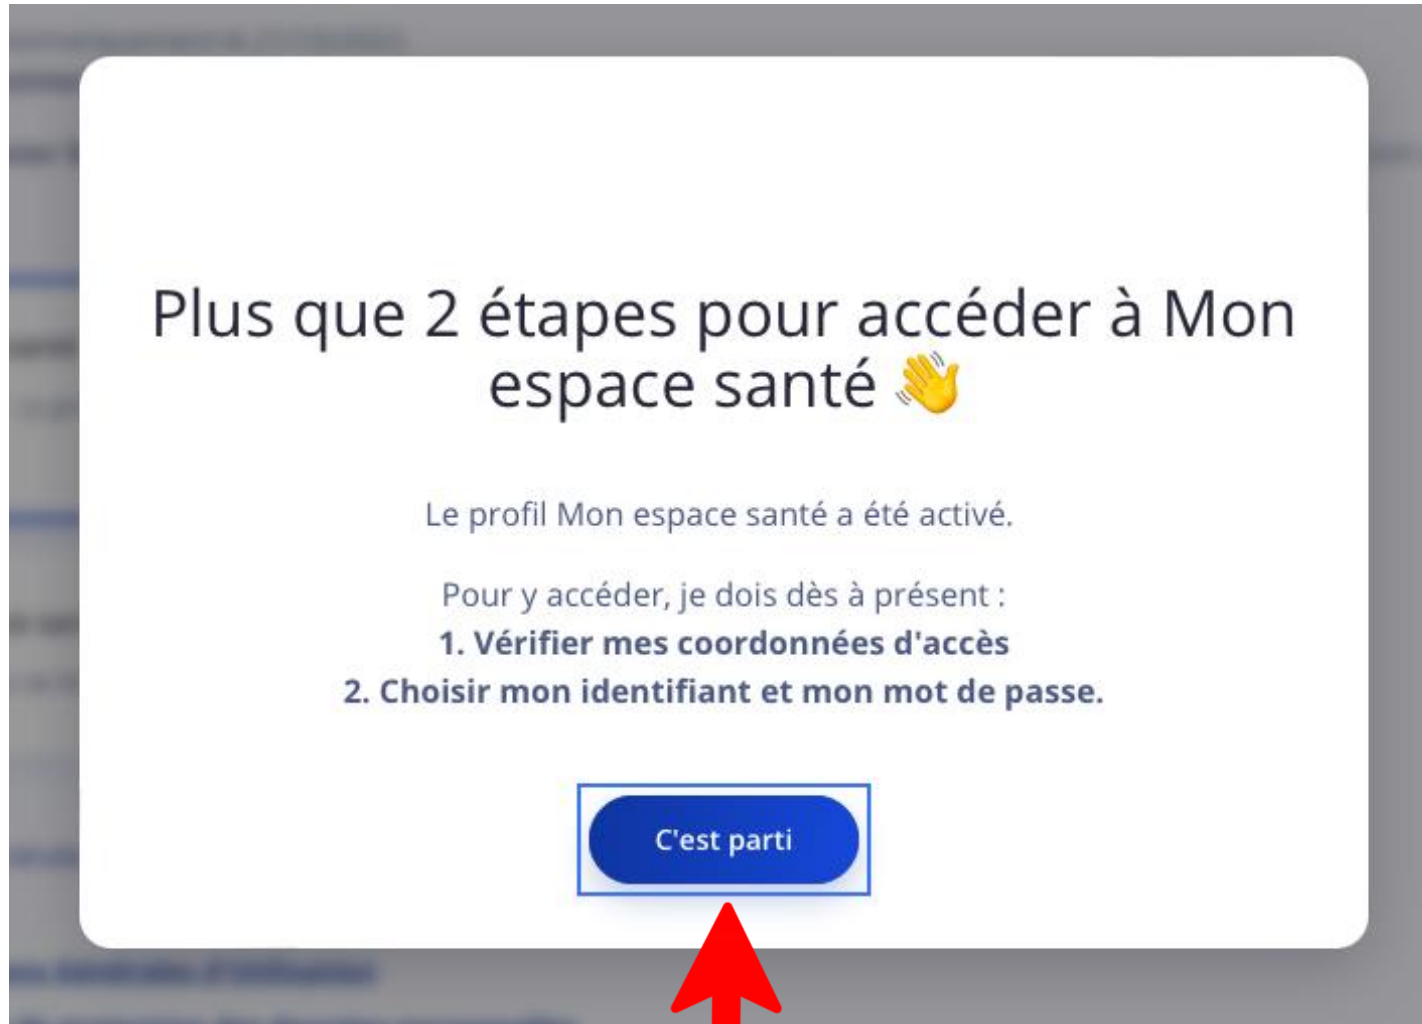 Plus que 2 étapes pour accéder à Mon
espace santé 👋
Le profil Mon espace santé a été activé.
Pour y accéder, je dois dès à présent :
1. Vérifier mes coordonnées d'accès
2. Choisir mon identifiant et mon mot de passe.
C'est parti